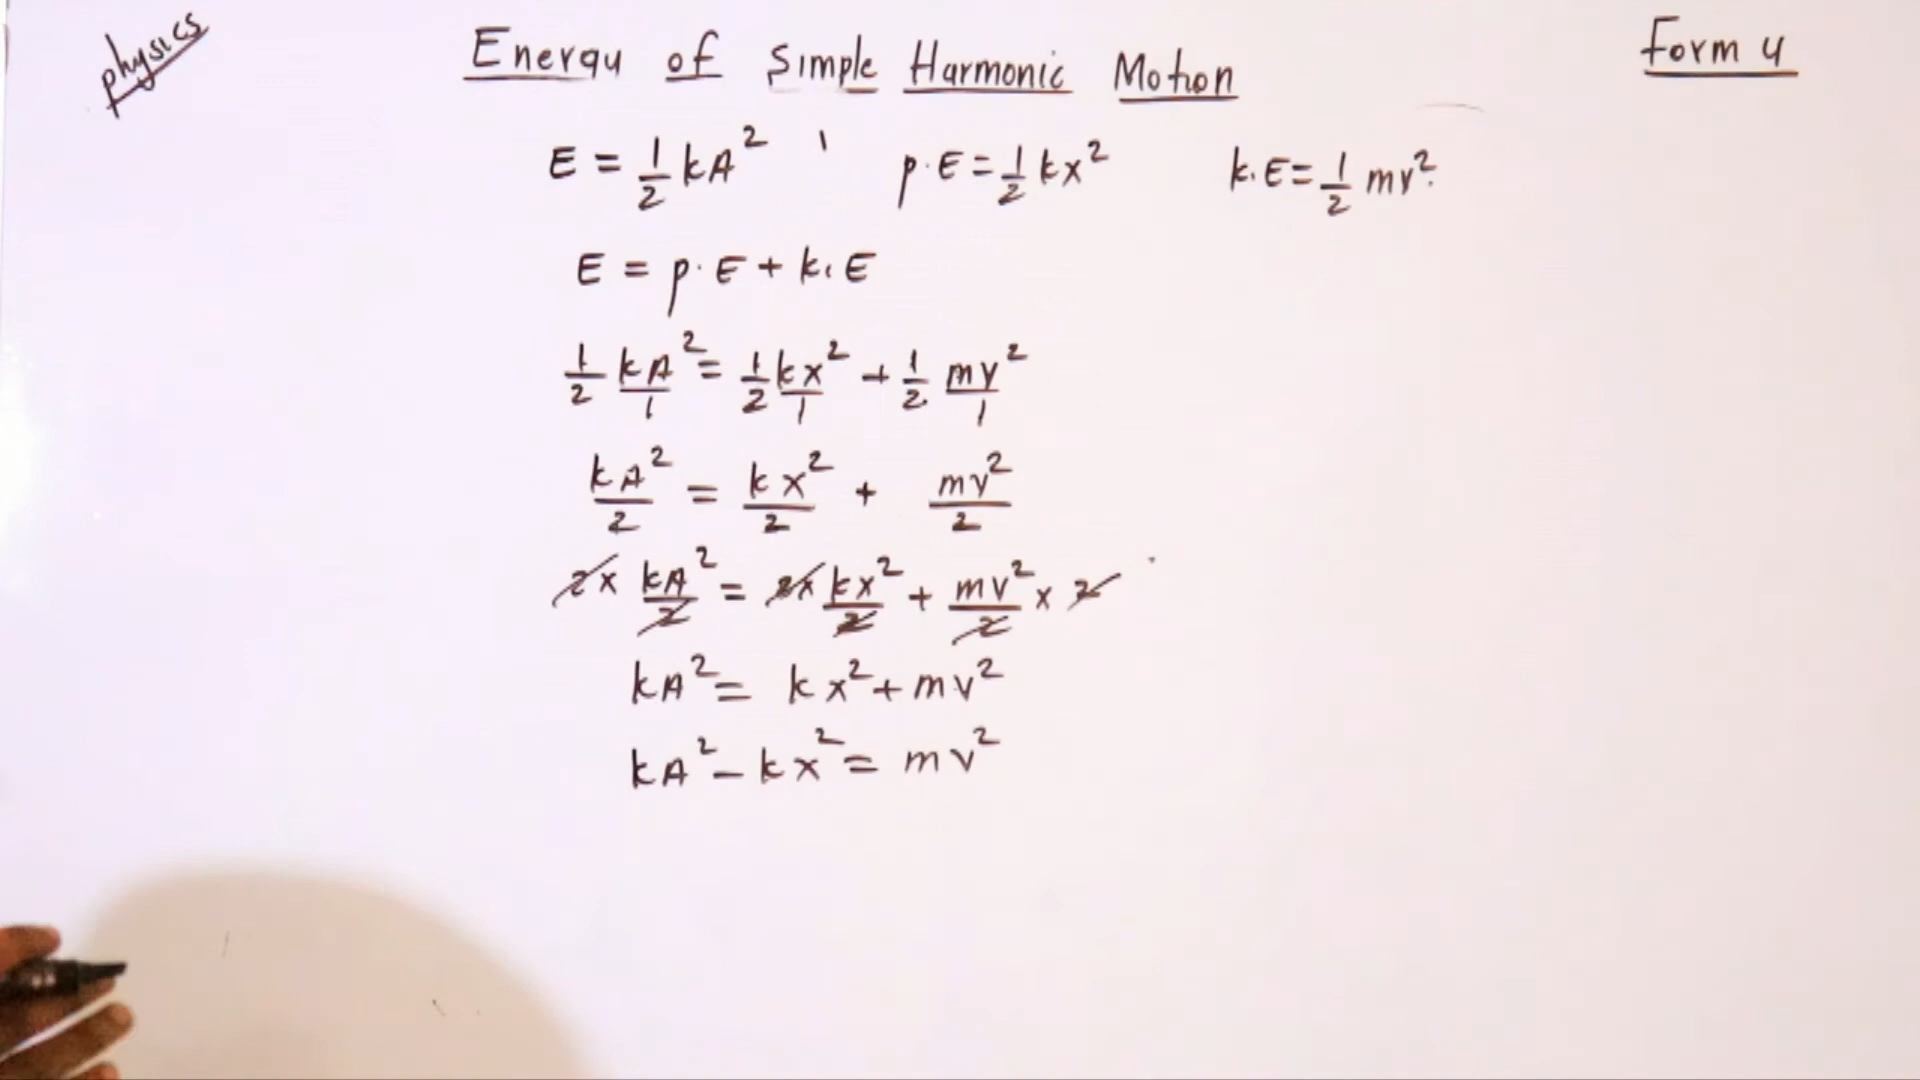 physics
Energy of Simple Harmonic Motion
Form 4
E = 1/2 kA² , P.E = 1/2 kx² K.E = 1/2 mv².
E = P.E + K.E
1/2 kA²/1 = 1/2 kx²/1 + 1/2 mv²/1
kA²/2 = kx²/2 + mv²/2
2 x kA²/2 = 2x kx²/2 + mv²/2 x 2
kA² = kx² + mv²
kA² - kx² = mv²